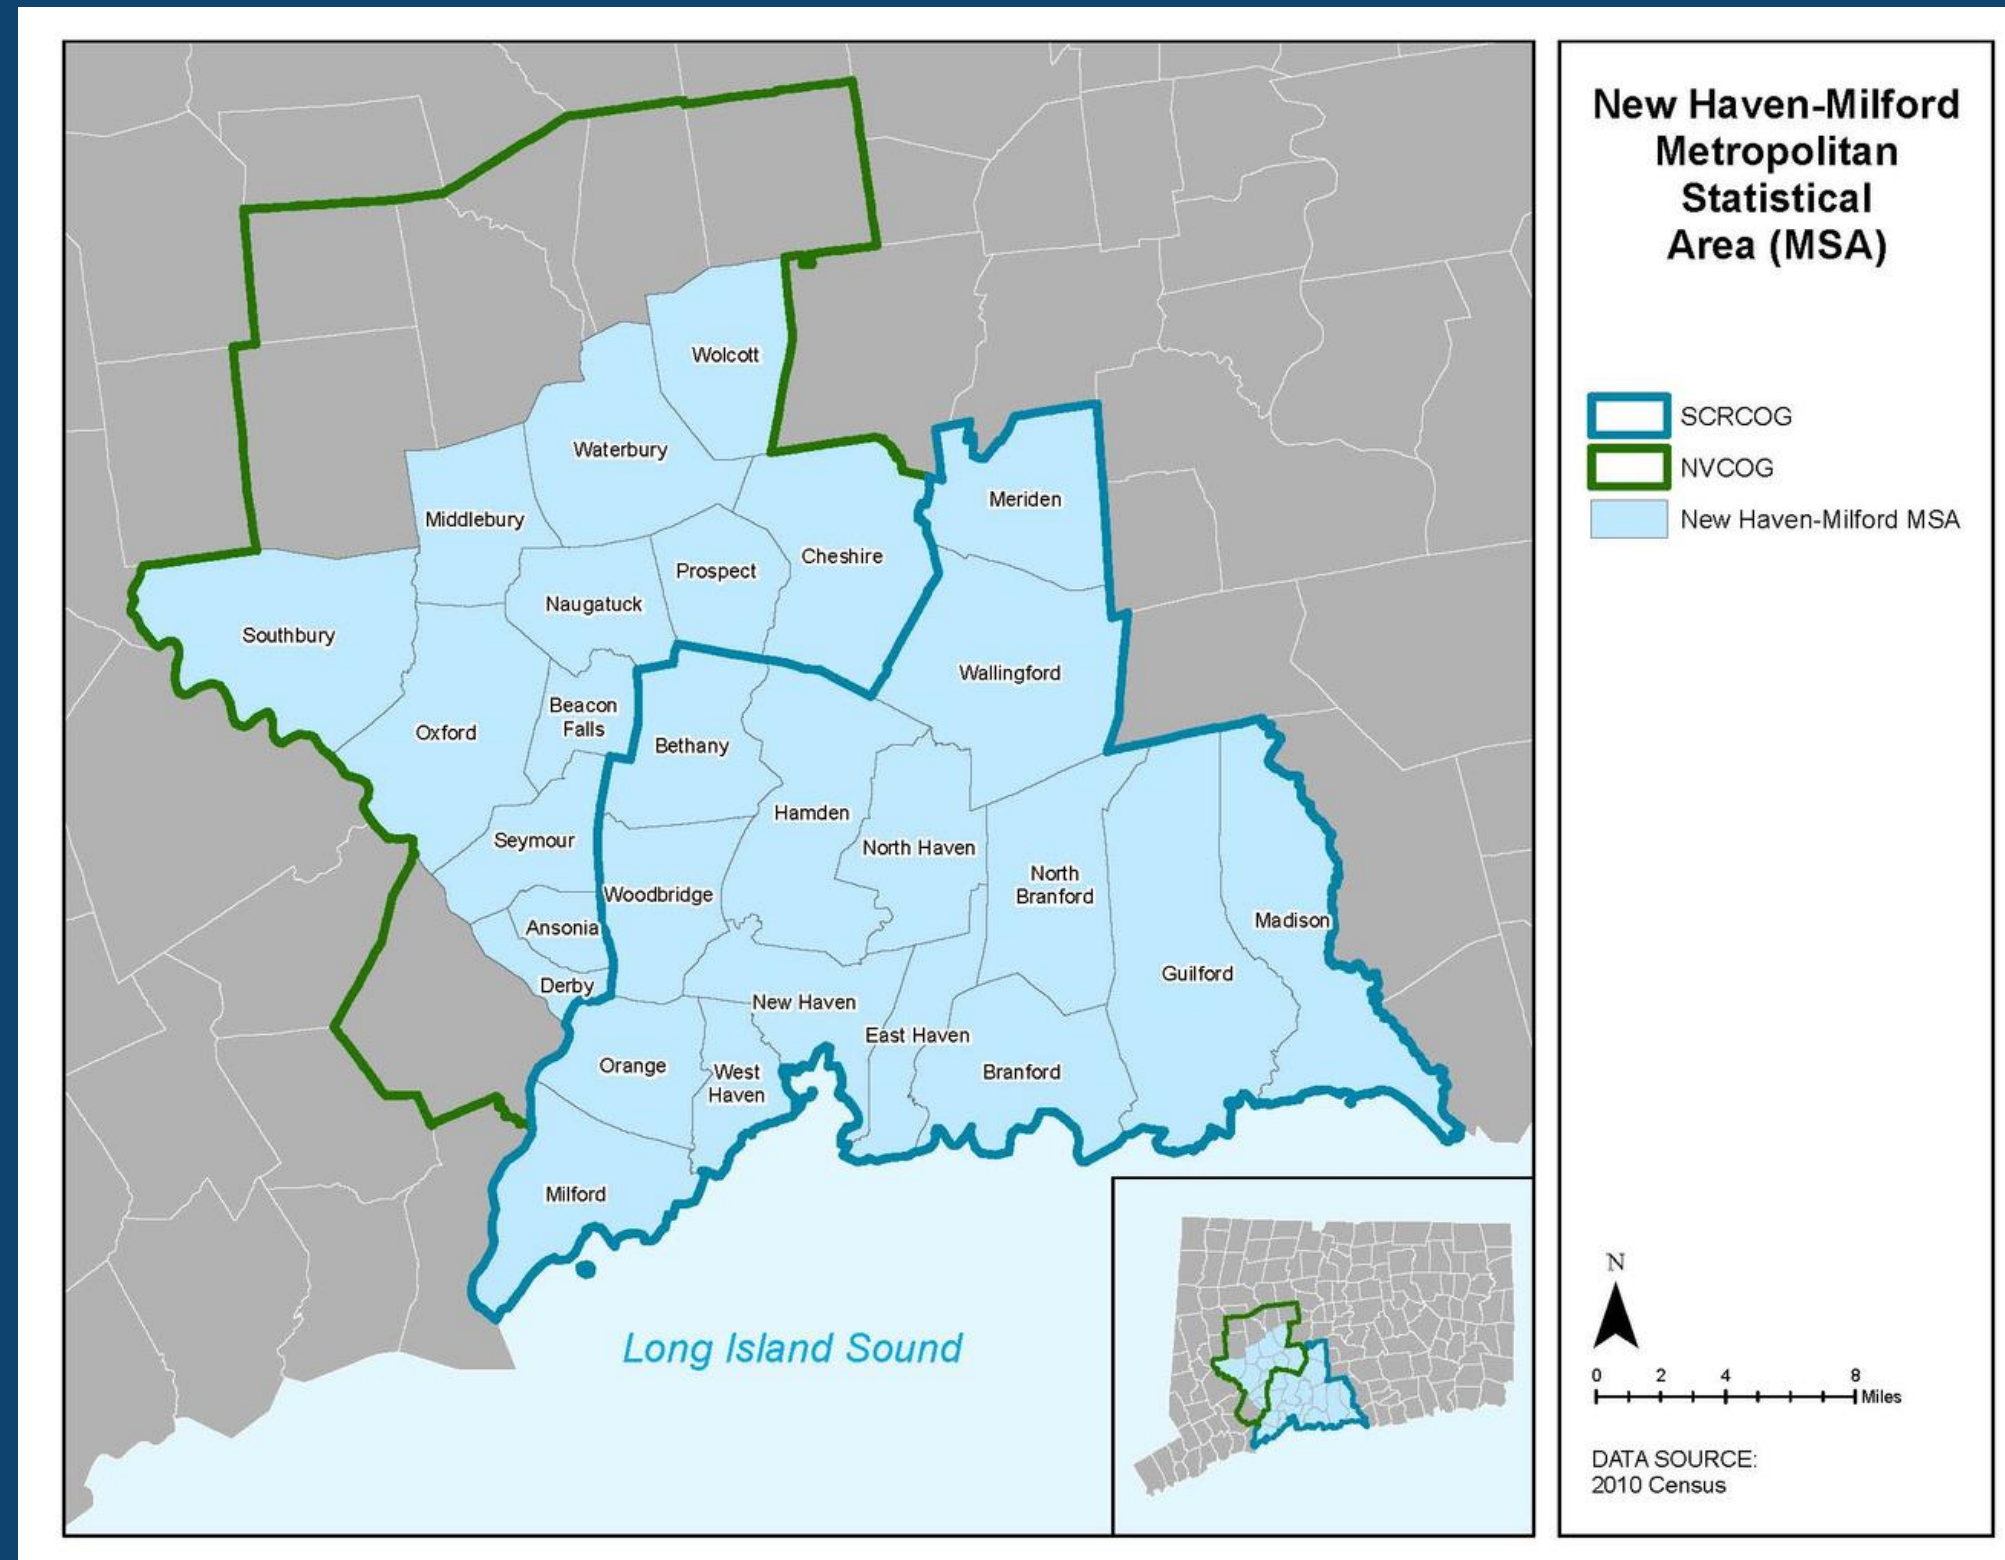 New Haven-Milford
Metropolitan
Statistical
Area (MSA)
SCRCOG
NVCOG
New Haven-Milford MSA
Wolcott
Waterbury
Meriden
Middlebury
Cheshire
Prospect
Naugatuck
Southbury
Wallingford
Beacon
Falls
Oxford
Bethany
Hamden
Seymour
North Haven
North
Branford
Woodbridge
Madison
Ansonia
Guilford
Derby
New Haven
East Haven
Orange
West
Haven
Branford
Milford
Long Island Sound
N
0 2 4 8
Miles
DATA SOURCE:
2010 Census